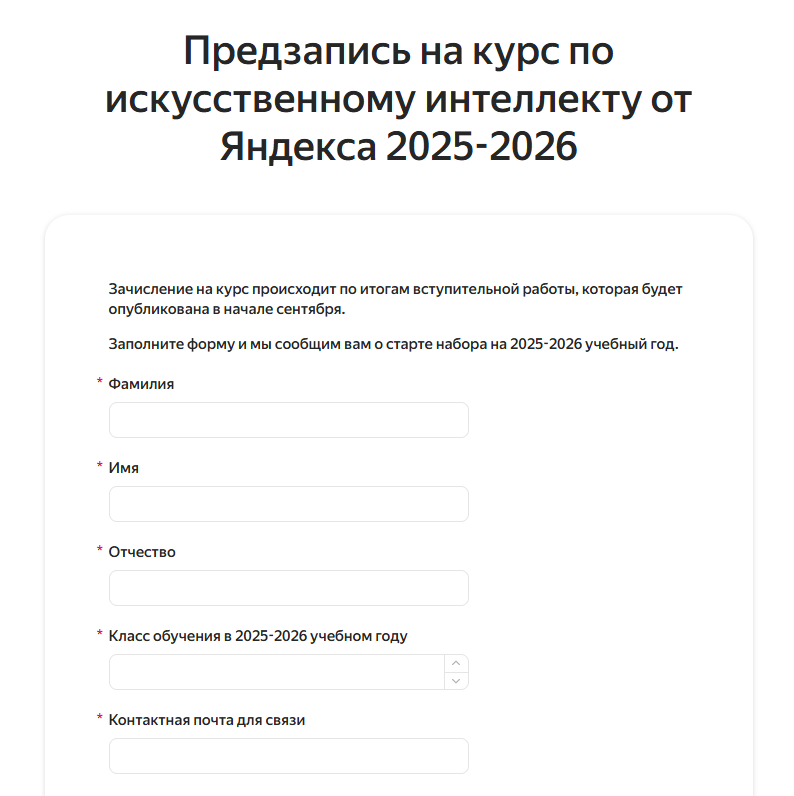 Предзапись на курс по
искусственному интеллекту от
Яндекса 2025-2026
Зачисление на курс происходит по итогам вступительной работы, которая будет
опубликована в начале сентября.
Заполните форму и мы сообщим вам о старте набора на 2025-2026 учебный год.
* Фамилия
* Имя
* Отчество
* Класс обучения в 2025-2026 учебном году
* Контактная почта для связи